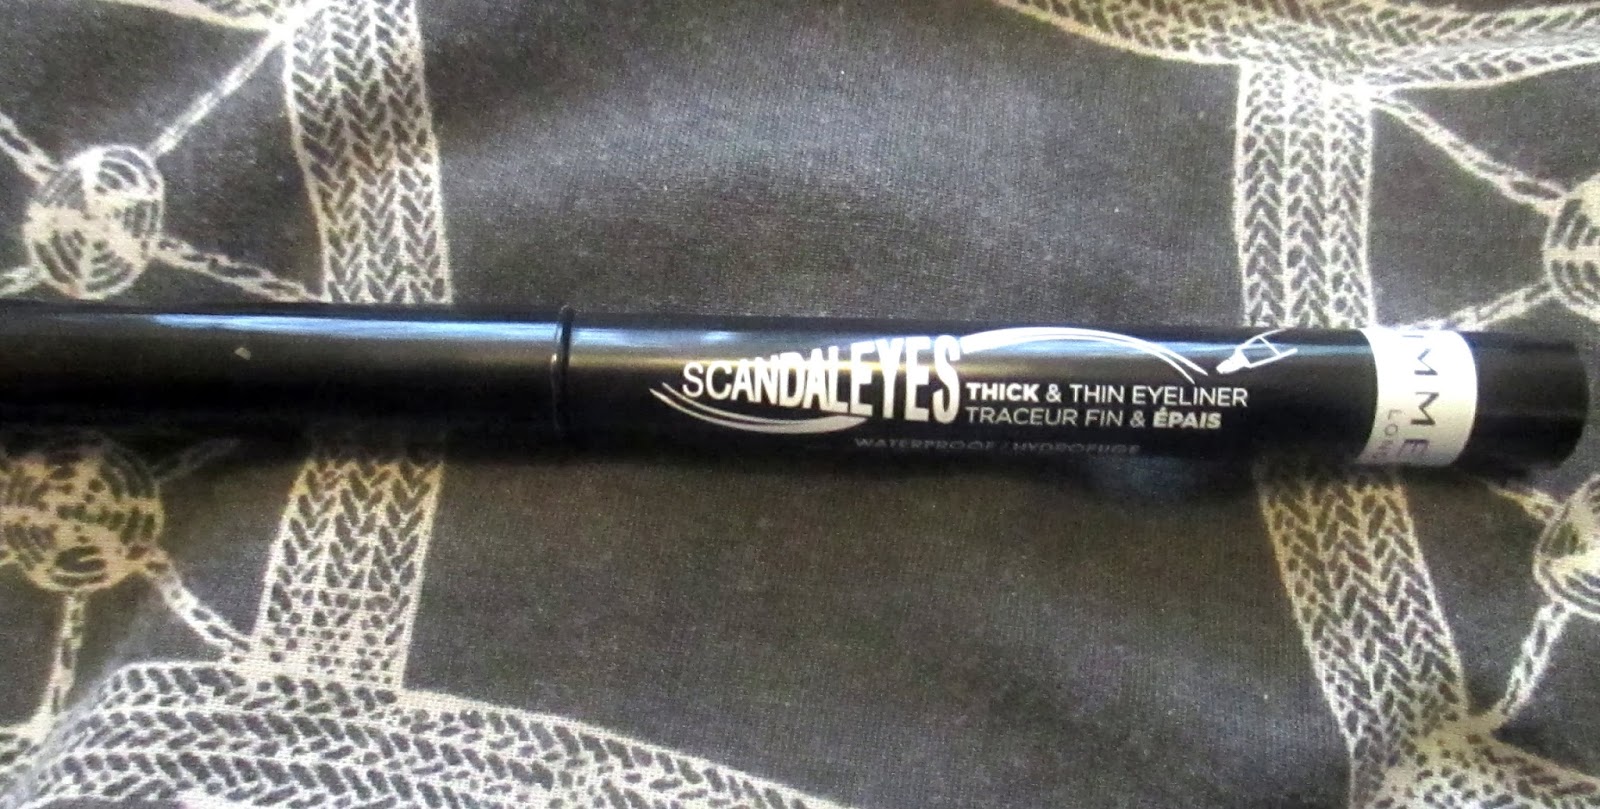 SCANDALEYES
THICK & THIN EYELINER
TRACEUR FIN & ÉPAIS
WATERPROOF / HYDROFUGE